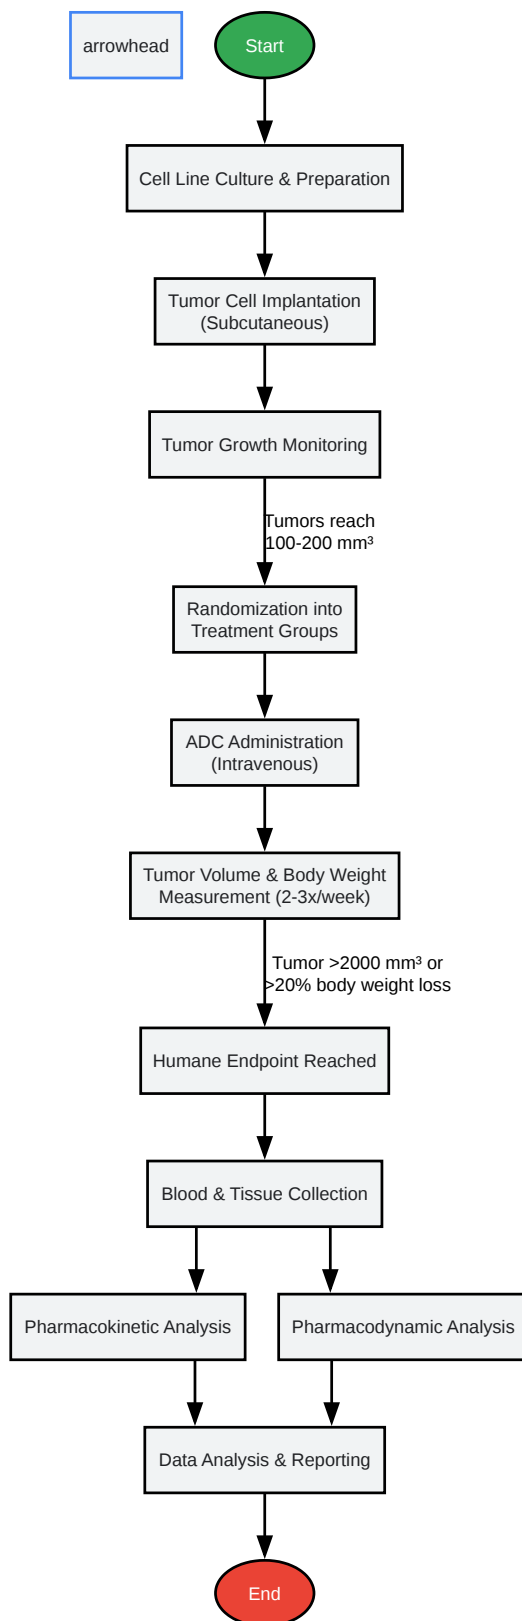 arrowhead
Start
Cell Line Culture & Preparation
Tumor Cell Implantation
(Subcutaneous)
Tumor Growth Monitoring
Tumors reach
100-200 mm³
Randomization into
Treatment Groups
ADC Administration
(Intravenous)
Tumor Volume & Body Weight
Measurement (2-3x/week)
Tumor >2000 mm³ or
>20% body weight loss
Humane Endpoint Reached
Blood & Tissue Collection
Pharmacokinetic Analysis
Pharmacodynamic Analysis
Data Analysis & Reporting
End